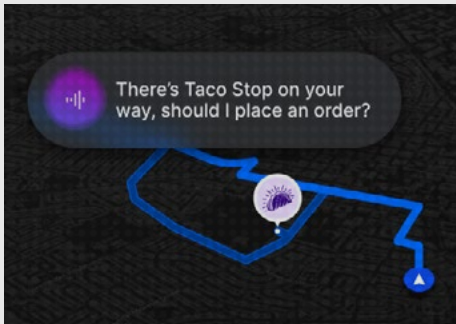 There's Taco Stop on your
way, should I place an order?